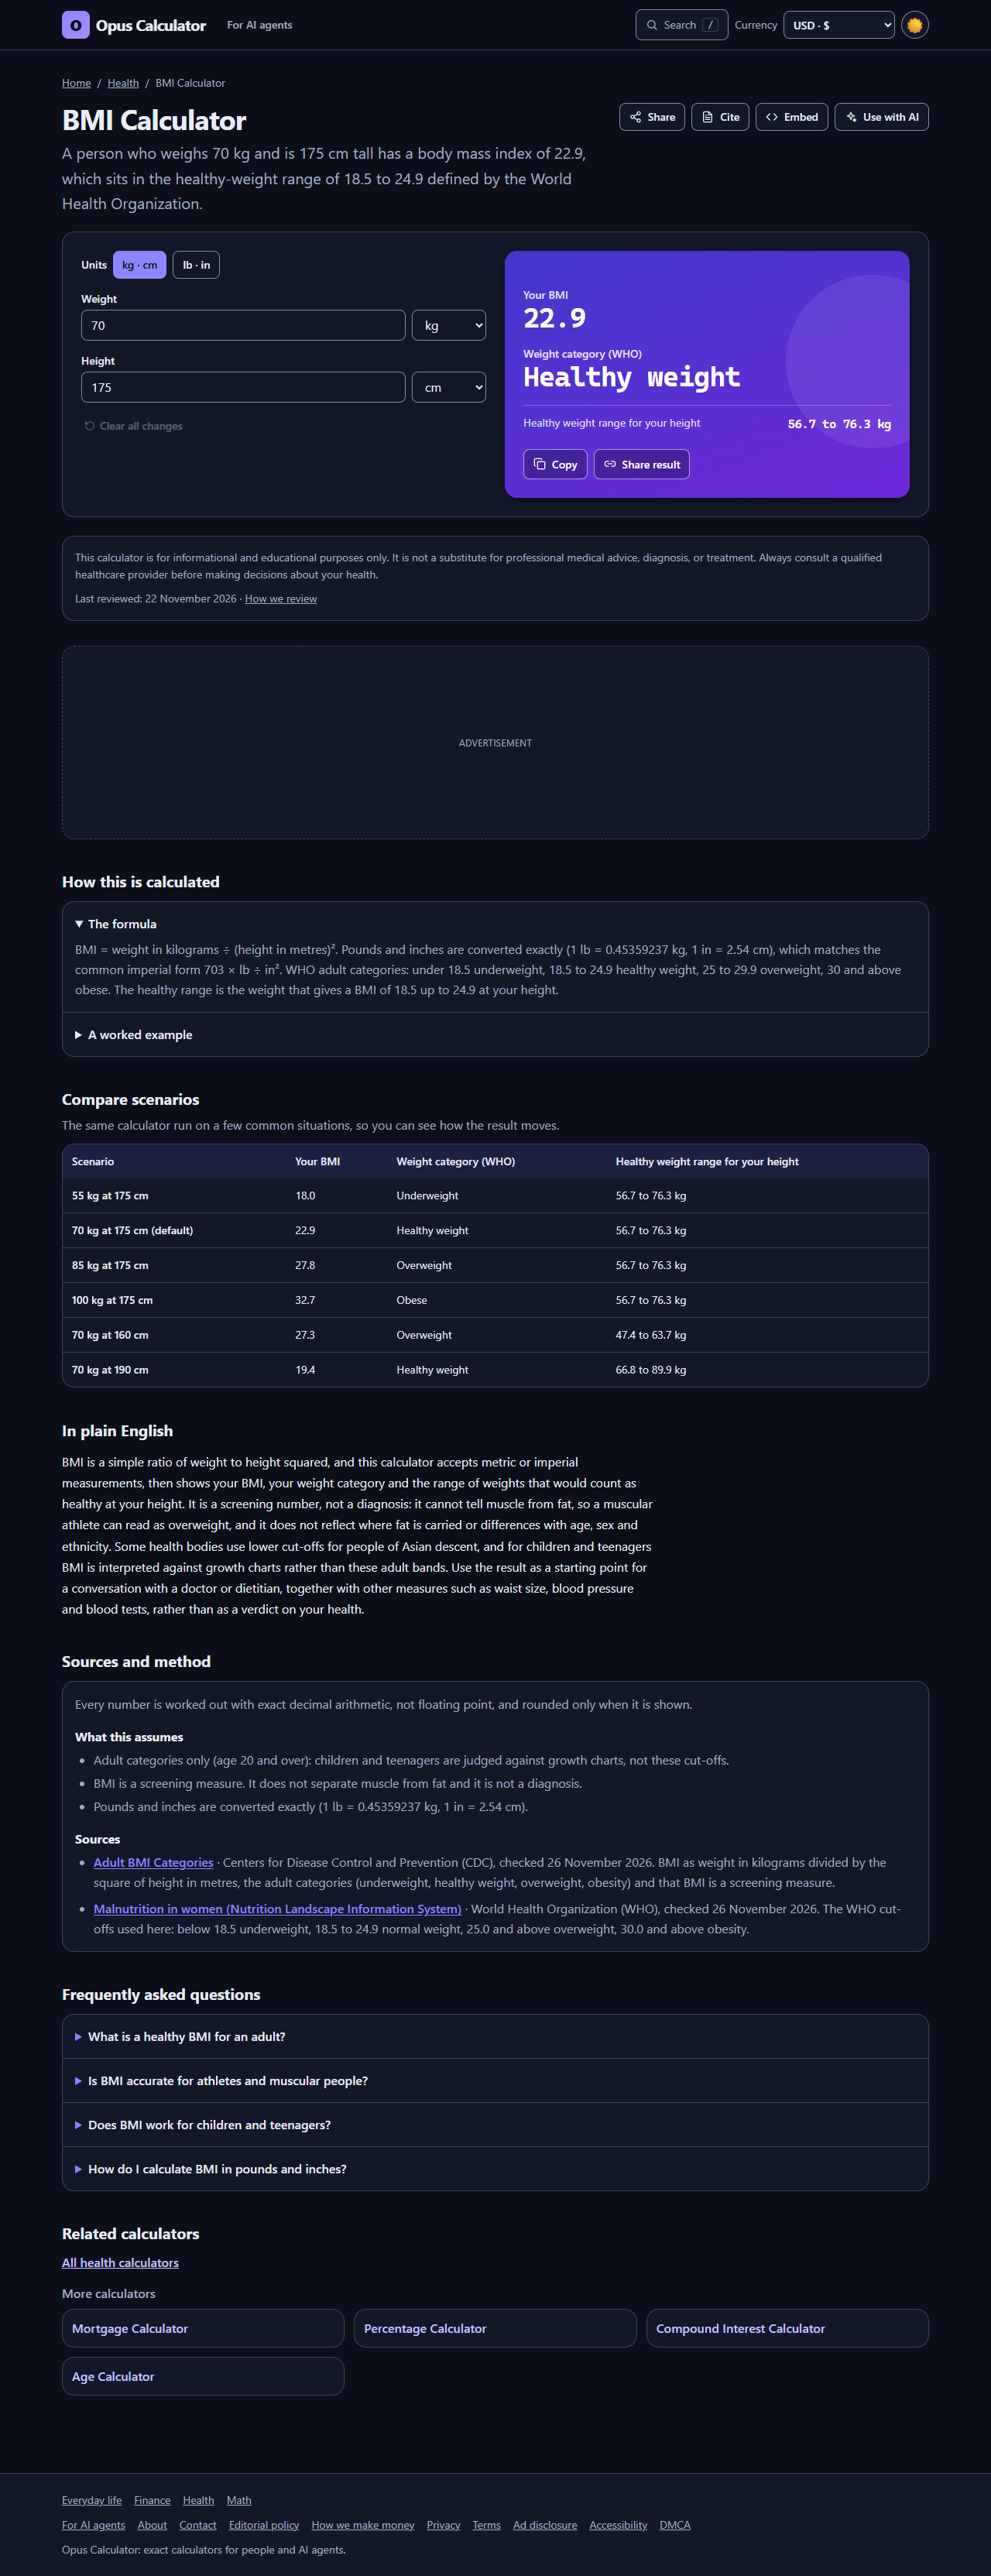 O Opus Calculator
For AI agents
Search /
Currency
USD · $
Home / Health / BMI Calculator
BMI Calculator
Share
Cite
Embed
Use with AI
A person who weighs 70 kg and is 175 cm tall has a body mass index of 22.9,
which sits in the healthy-weight range of 18.5 to 24.9 defined by the World
Health Organization.
Units
kg · cm
lb · in
Weight
70
kg
Height
175
cm
Clear all changes
Your BMI
22.9
Weight category (WHO)
Healthy weight
Healthy weight range for your height
56.7 to 76.3 kg
Copy
Share result
This calculator is for informational and educational purposes only. It is not a substitute for professional medical advice, diagnosis, or treatment. Always consult a qualified
healthcare provider before making decisions about your health.
Last reviewed: 22 November 2026 · How we review
ADVERTISEMENT
How this is calculated
The formula
BMI = weight in kilograms ÷ (height in metres)². Pounds and inches are converted exactly (1 lb = 0.45359237 kg, 1 in = 2.54 cm), which matches the
common imperial form 703 × lb ÷ in². WHO adult categories: under 18.5 underweight, 18.5 to 24.9 healthy weight, 25 to 29.9 overweight, 30 and above
obese. The healthy range is the weight that gives a BMI of 18.5 up to 24.9 at your height.
A worked example
Compare scenarios
The same calculator run on a few common situations, so you can see how the result moves.
Scenario Your BMI Weight category (WHO) Healthy weight range for your height
55 kg at 175 cm 18.0 Underweight 56.7 to 76.3 kg
70 kg at 175 cm (default) 22.9 Healthy weight 56.7 to 76.3 kg
85 kg at 175 cm 27.8 Overweight 56.7 to 76.3 kg
100 kg at 175 cm 32.7 Obese 56.7 to 76.3 kg
70 kg at 160 cm 27.3 Overweight 47.4 to 63.7 kg
70 kg at 190 cm 19.4 Healthy weight 66.8 to 89.9 kg
In plain English
BMI is a simple ratio of weight to height squared, and this calculator accepts metric or imperial
measurements, then shows your BMI, your weight category and the range of weights that would count as
healthy at your height. It is a screening number, not a diagnosis: it cannot tell muscle from fat, so a muscular
athlete can read as overweight, and it does not reflect where fat is carried or differences with age, sex and
ethnicity. Some health bodies use lower cut-offs for people of Asian descent, and for children and teenagers
BMI is interpreted against growth charts rather than these adult bands. Use the result as a starting point for
a conversation with a doctor or dietitian, together with other measures such as waist size, blood pressure
and blood tests, rather than as a verdict on your health.
Sources and method
Every number is worked out with exact decimal arithmetic, not floating point, and rounded only when it is shown.
What this assumes
• Adult categories only (age 20 and over): children and teenagers are judged against growth charts, not these cut-offs.
• BMI is a screening measure. It does not separate muscle from fat and it is not a diagnosis.
• Pounds and inches are converted exactly (1 lb = 0.45359237 kg, 1 in = 2.54 cm).
Sources
• Adult BMI Categories · Centers for Disease Control and Prevention (CDC), checked 26 November 2026. BMI as weight in kilograms divided by the
square of height in metres, the adult categories (underweight, healthy weight, overweight, obesity) and that BMI is a screening measure.
• Malnutrition in women (Nutrition Landscape Information System) · World Health Organization (WHO), checked 26 November 2026. The WHO cut-
offs used here: below 18.5 underweight, 18.5 to 24.9 normal weight, 25.0 and above overweight, 30.0 and above obesity.
Frequently asked questions
What is a healthy BMI for an adult?
Is BMI accurate for athletes and muscular people?
Does BMI work for children and teenagers?
How do I calculate BMI in pounds and inches?
Related calculators
All health calculators
More calculators
Mortgage Calculator
Percentage Calculator
Compound Interest Calculator
Age Calculator
Everyday life Finance Health Math
For AI agents About Contact Editorial policy How we make money Privacy Terms Ad disclosure Accessibility DMCA
Opus Calculator: exact calculators for people and AI agents.